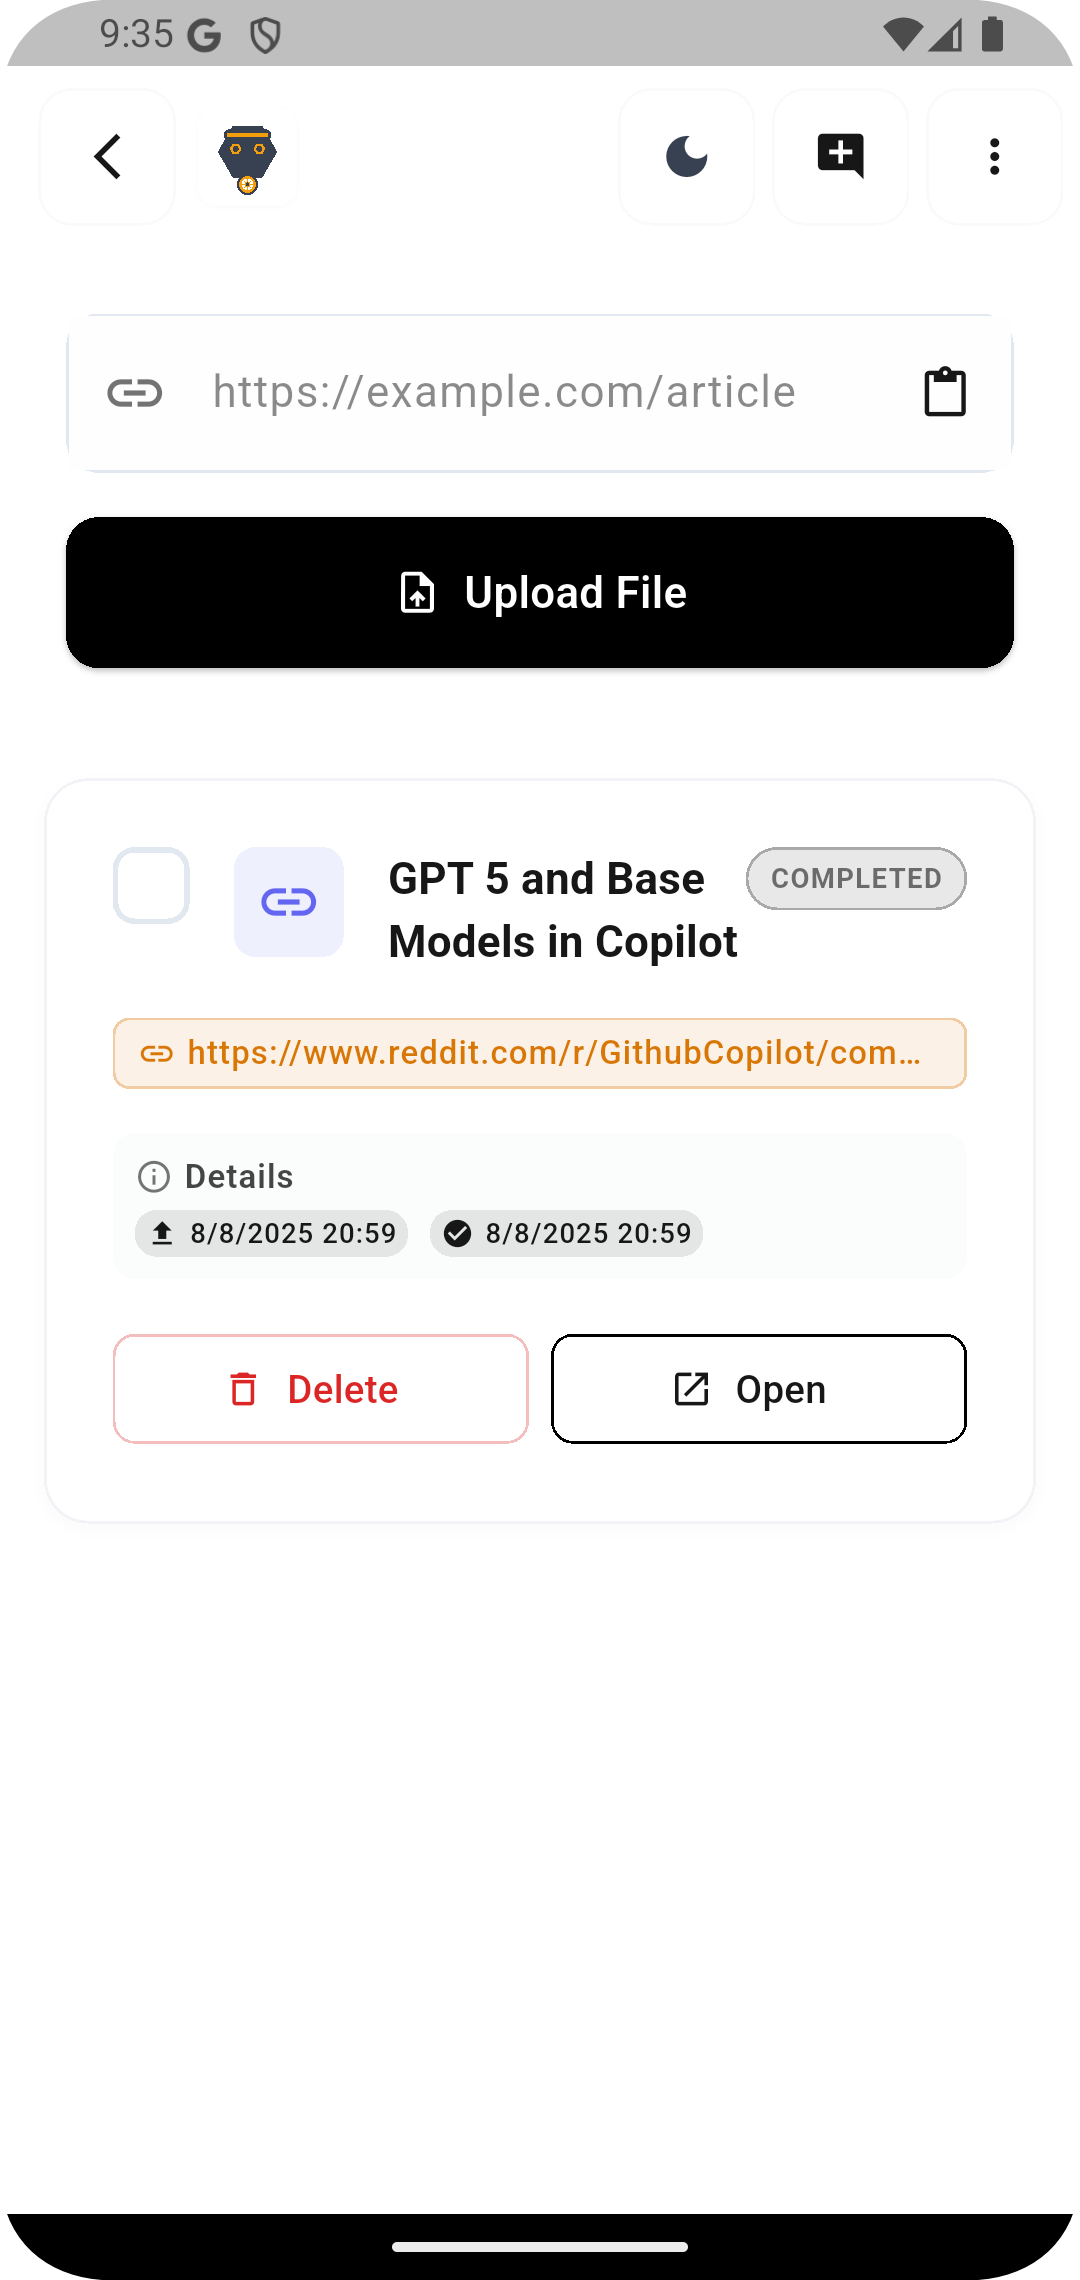 9:35
https://example.com/article
Upload File
GPT 5 and Base
Models in Copilot
COMPLETED
https://www.reddit.com/r/GithubCopilot/com...
Details
8/8/2025 20:59
8/8/2025 20:59
Delete
Open